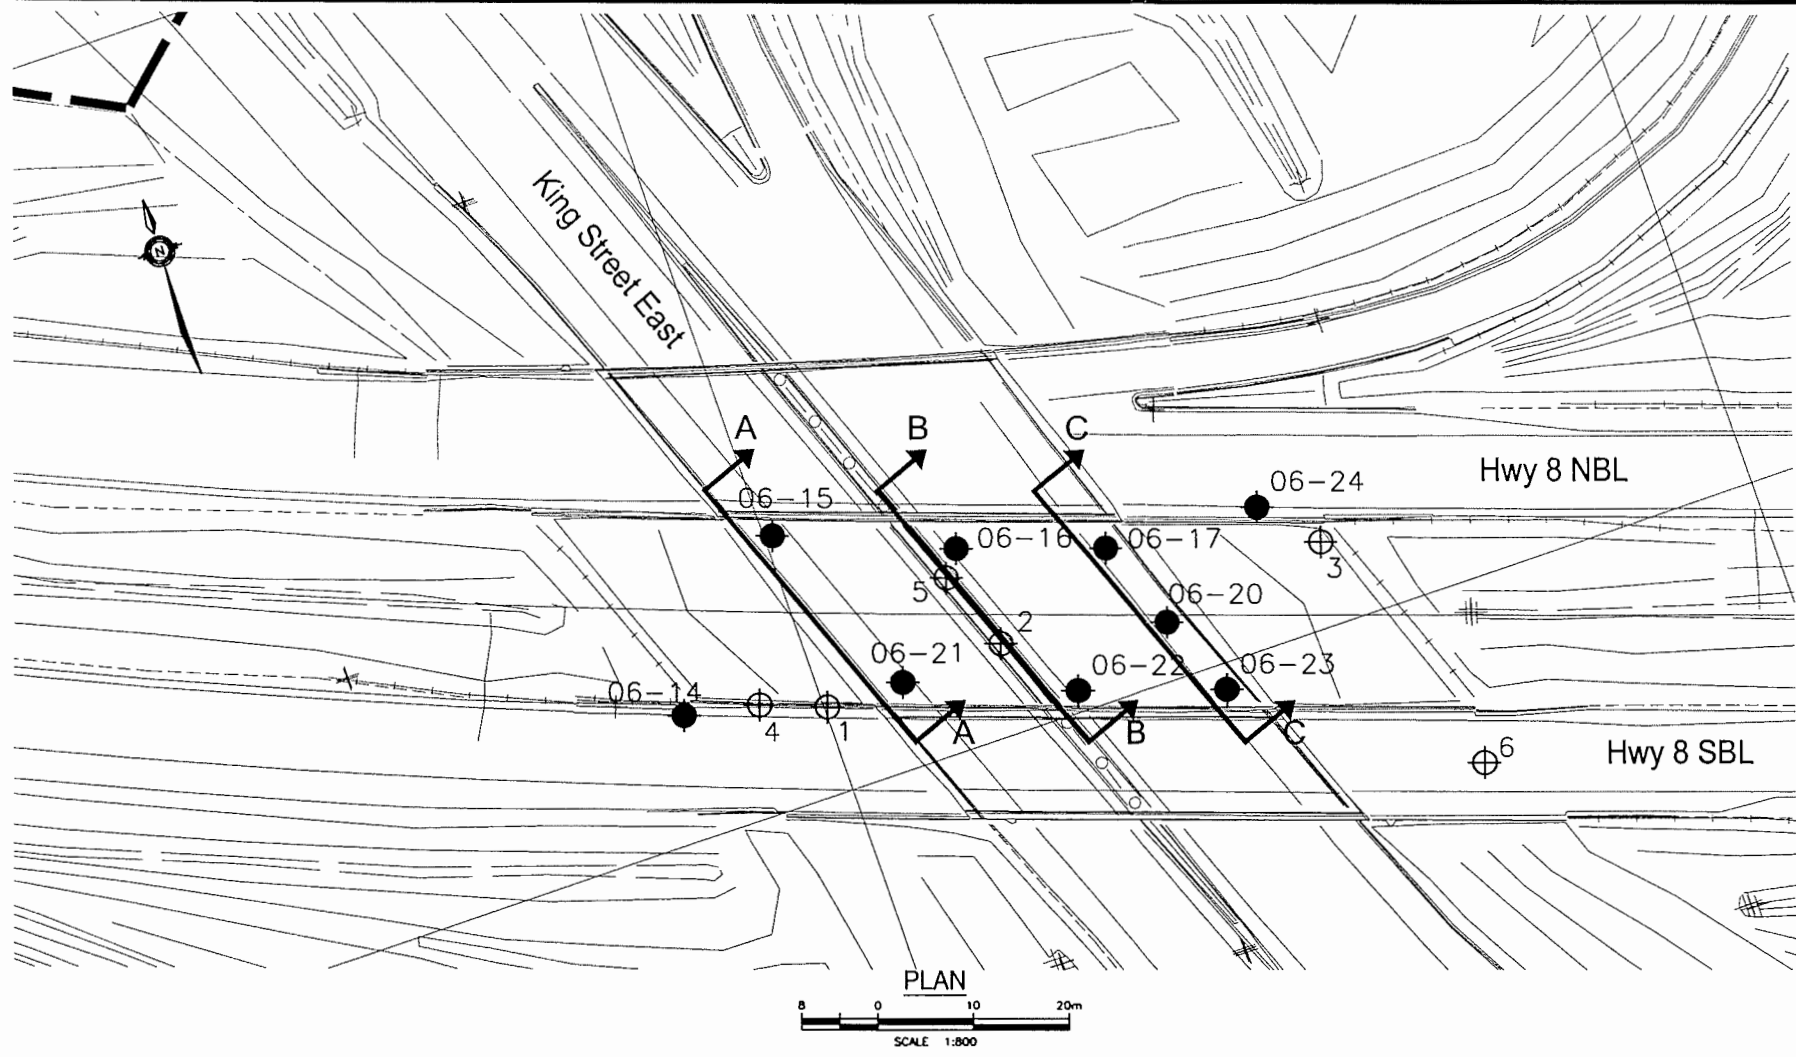 King Street East
N
A
B
C
Hwy 8 NBL
06-24
06-15
06-16
06-17
3
5
06-20
2
06-21
06-22
06-23
06-14
4
1
A
B
C
6
Hwy 8 SBL
PLAN
8 0 10 20m
SCALE 1:800